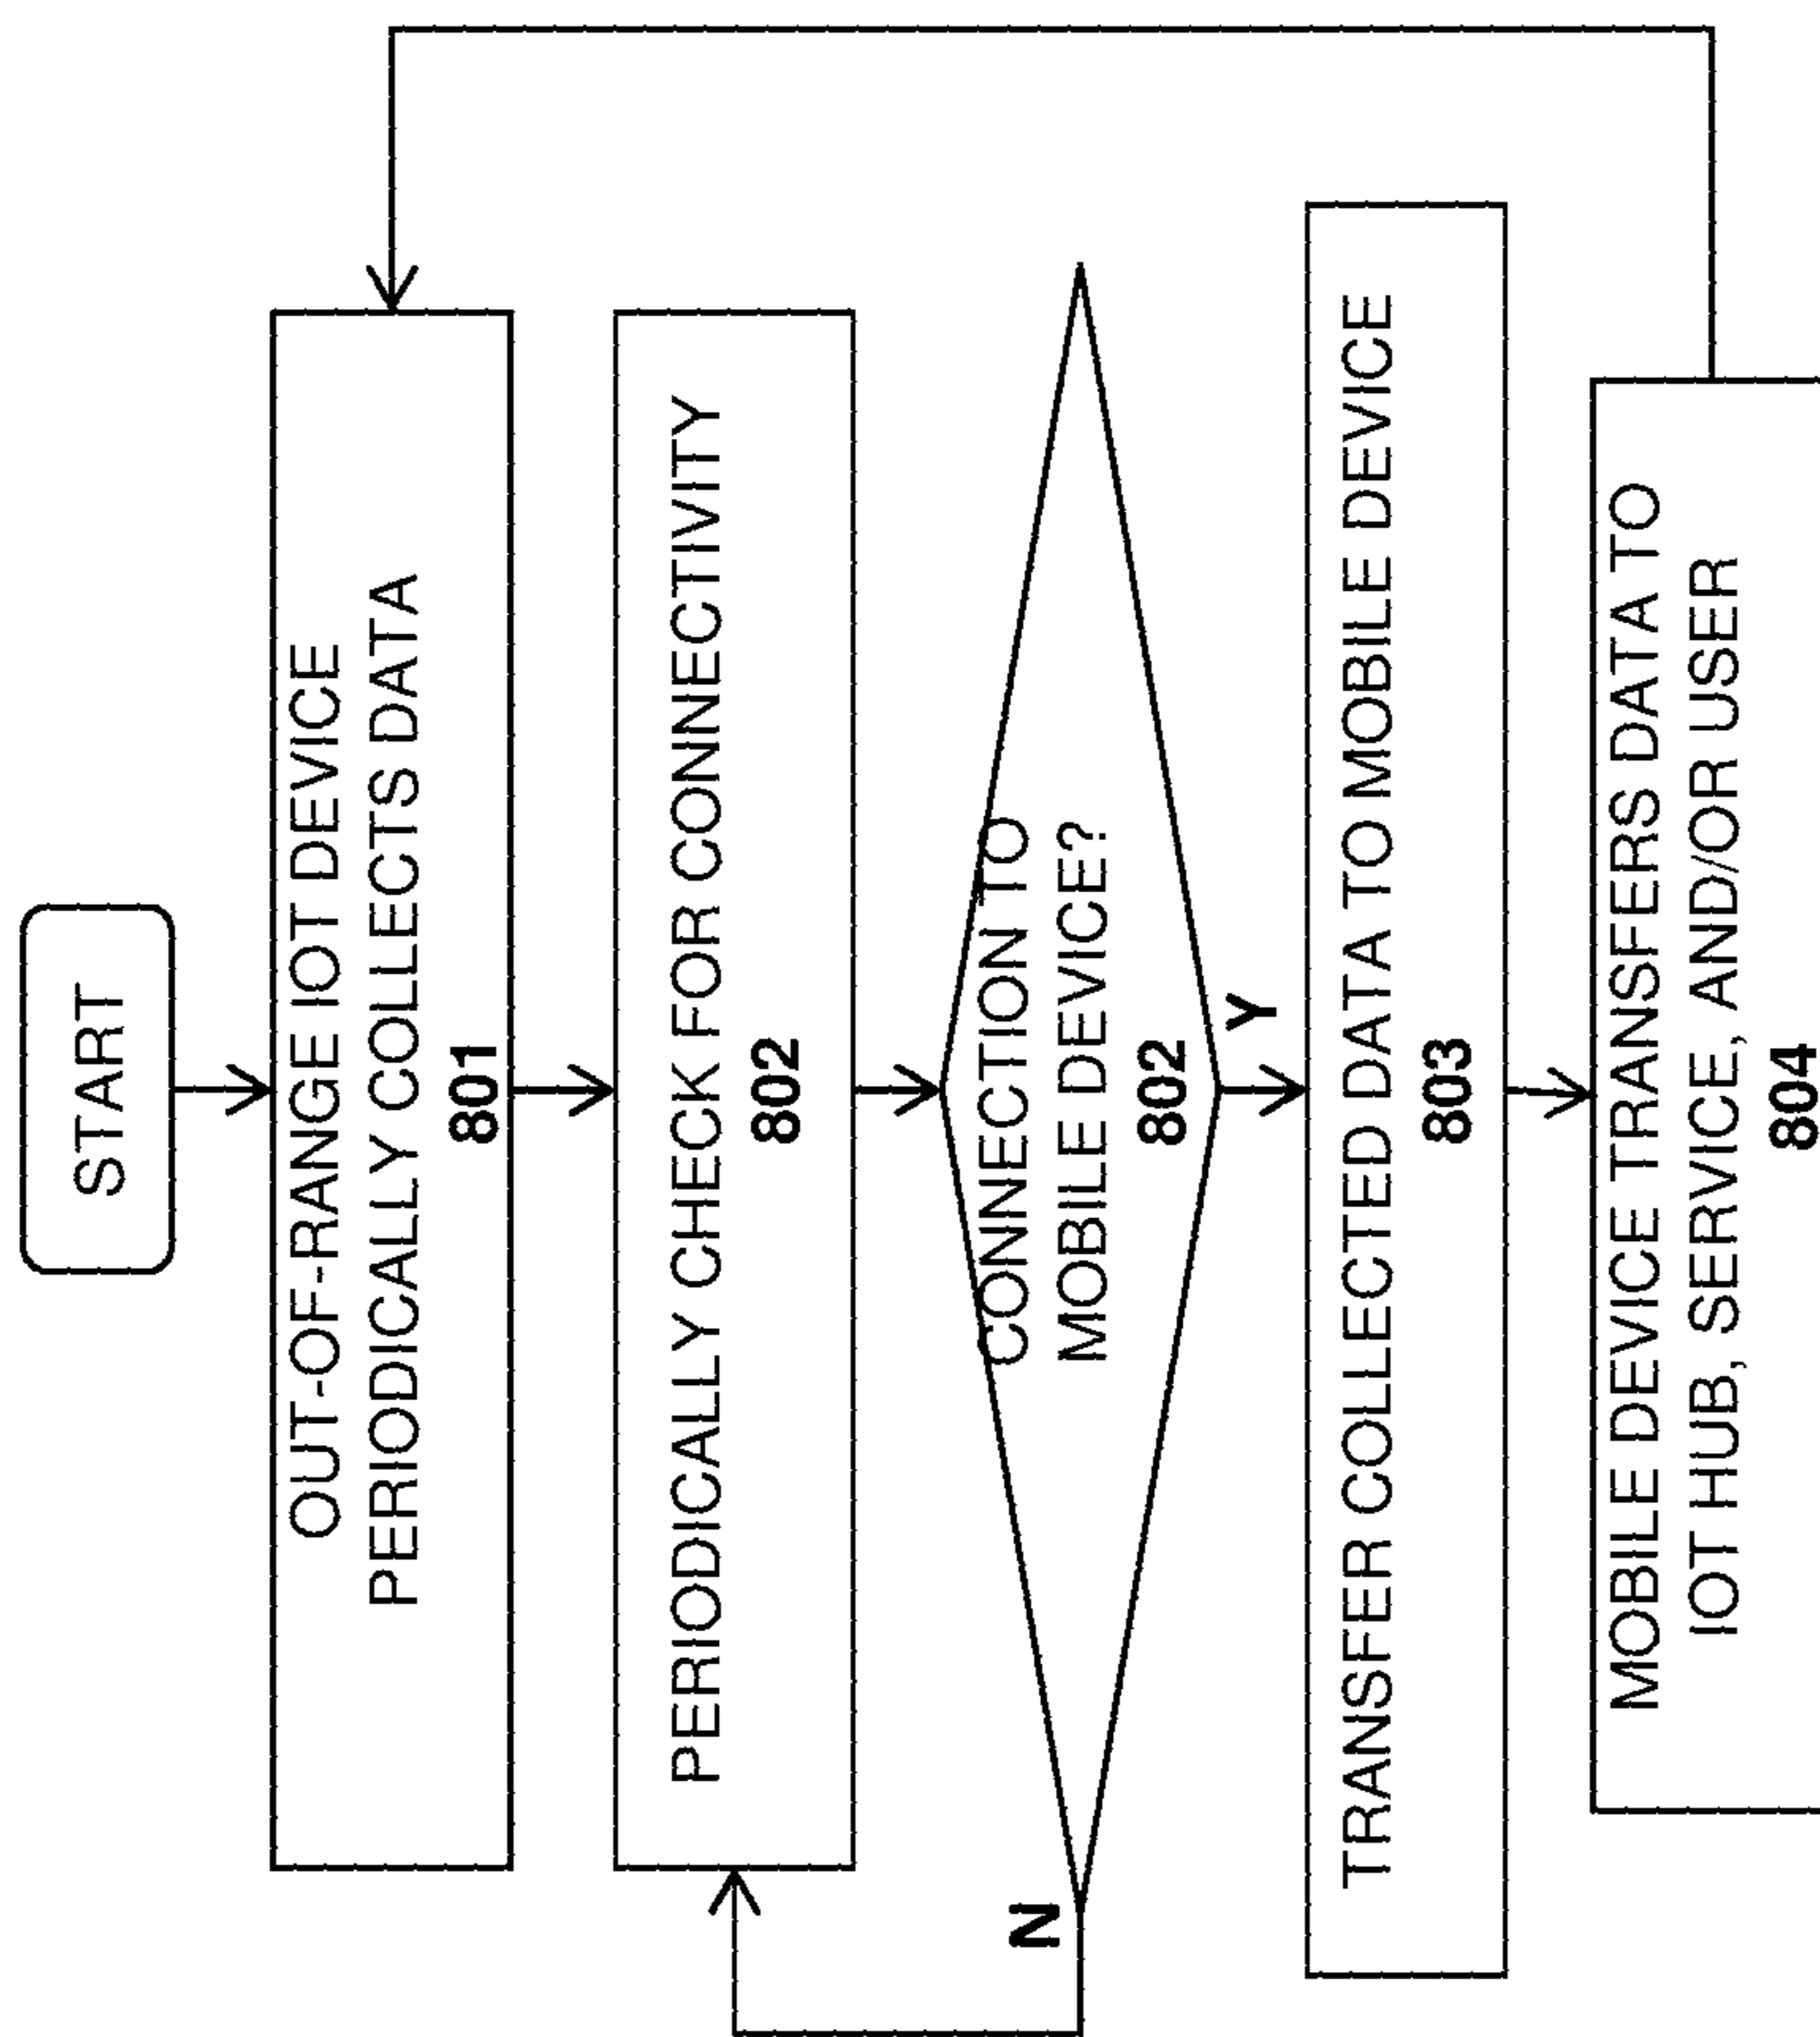 START
OUT-OF-RANGE IOT DEVICE
PERIODICALLY COLLECTS DATA
801
PERIODICALLY CHECK FOR CONNECTIVITY
802
CONNECTION TO
MOBILE DEVICE?
802
N
Y
TRANSFER COLLECTED DATA TO MOBILE DEVICE
803
MOBILE DEVICE TRANSFERS DATA TO
IOT HUB, SERVICE, AND/OR USER
804